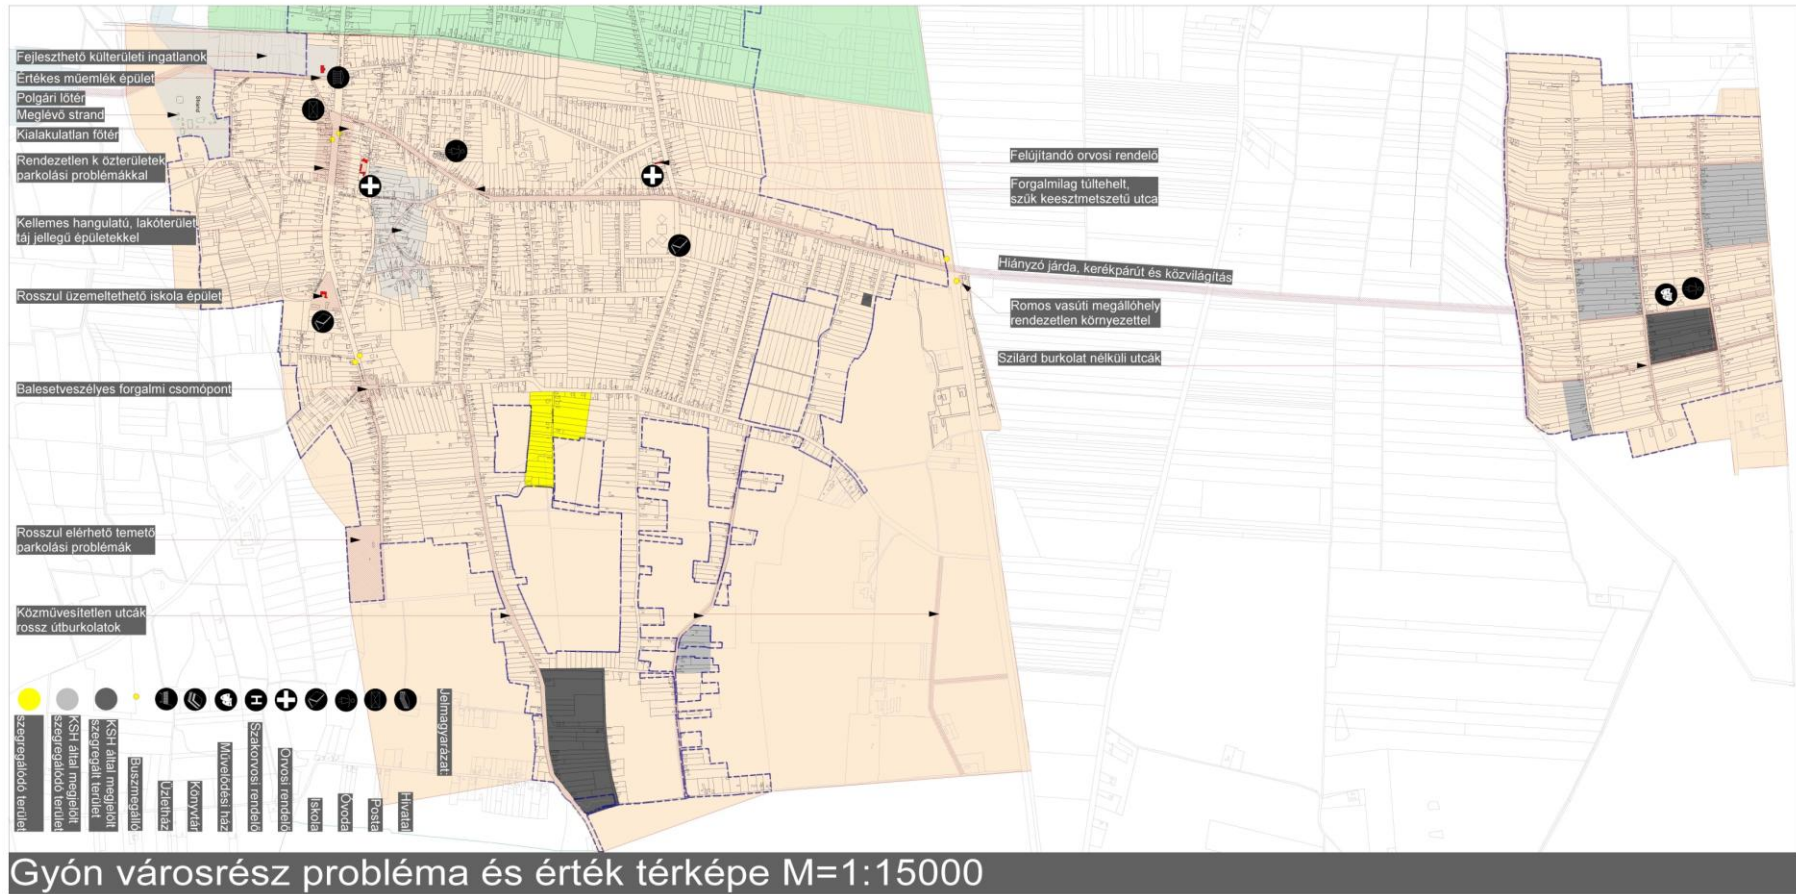 Fejleszthető külterületi ingatlanok
Értékes műemlék épület
Polgári lőtér
Meglévő strand
Kialakulatlan főtér
Rendezetlen k özterületek
parkolási problémákkal
Kellemes hangulatú, lakóterület
táj jellegű épületekkel
Rosszul üzemeltethető iskola épület
Balesetveszélyes forgalmi csomópont
Rosszul elérhető temető
parkolási problémák
Közművesítetlen utcák
rossz útburkolatok
Strand
Felújítandó orvosi rendelő
Forgalmilag túltehelt,
szűk keesztmetszetű utca
Hiányzó járda, kerékpárút és közvilágítás
Romos vasúti megállóhely
rendezetlen környezettel
Szilárd burkolat nélküli utcák
Jelmagyarázat:
Hivatal
Posta
Óvoda
Iskola
Orvosi rendelő
H
Szakorvosi rendelő
Művelődési ház
Könyvtár
Üzletház
Buszmegálló
KSH által megjelölt
szegregált terület
KSH által megjelölt
szegregálódó terület
szegregálódó terület
Gyón városrész probléma és érték térképe M=1:15000